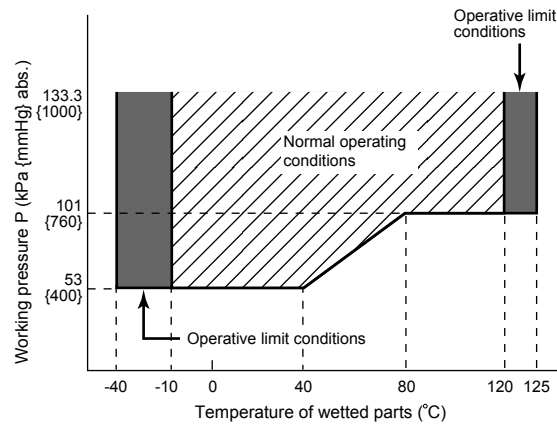 Operative limit
conditions
133.3
{1000}
Normal operating
conditions
Working pressure P (kPa {mmHg} abs.)
101
{760}
53
{400}
Operative limit conditions
-40
-10
0
40
80
120
125
Temperature of wetted parts (°C)